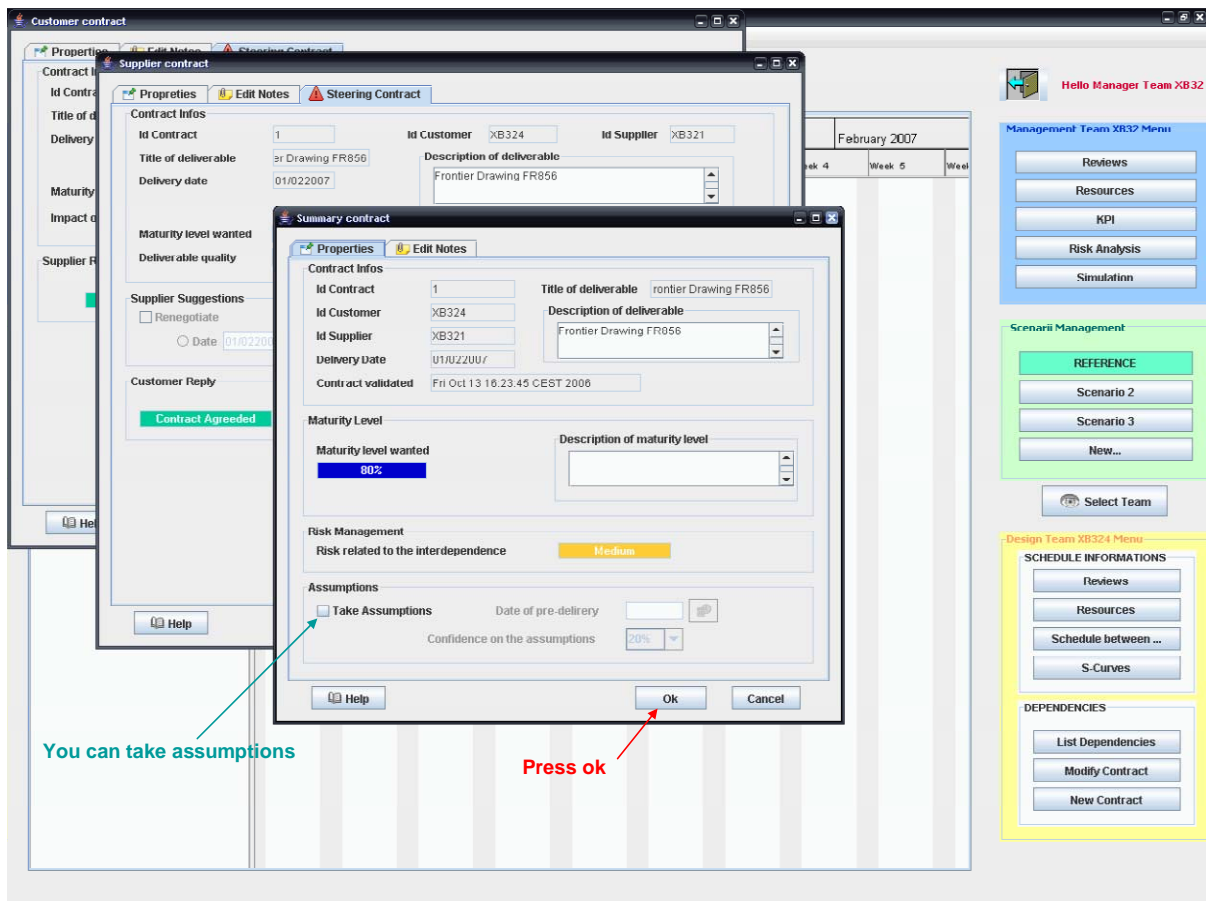 Customer contract
Properties Edit Notes Steering Contract
Contract I
Id Contra
Title of d
Delivery
Maturity
Impact o
Supplier R
Hel
Supplier contract
Propreties Edit Notes Steering Contract
Contract Infos
Id Contract 1 Id Customer XB324 Id Supplier XB321
Title of deliverable er Drawing FR856 Description of deliverable
Frontier Drawing FR856
Delivery date 01/022007
Maturity level wanted
Deliverable quality
Supplier Suggestions
Renegotiate
Date 01/02200
Customer Reply
Contract Agreeded
Help
Summary contract
Properties Edit Notes
Contract Infos
Id Contract 1 Title of deliverable rontier Drawing FR856
Id Customer XB324 Description of deliverable
Frontier Drawing FR856
Id Supplier XB321
Delivery Date 01/022007
Contract validated Fri Oct 13 16:23:45 CEST 2006
Maturity Level
Maturity level wanted Description of maturity level
80%
Risk Management
Risk related to the interdependence Medium
Assumptions
Take Assumptions Date of pre-delirery
Confidence on the assumptions 20%
Help Ok Cancel
You can take assumptions
Press ok
February 2007
eek 4 Week 5 Weel
Hello Manager Team XB32
Management Team XB32 Menu
Reviews
Resources
KPI
Risk Analysis
Simulation
Scenarii Management
REFERENCE
Scenario 2
Scenario 3
New...
Select Team
Design Team XB324 Menu
SCHEDULE INFORMATIONS
Reviews
Resources
Schedule between ...
S-Curves
DEPENDENCIES
List Dependencies
Modify Contract
New Contract